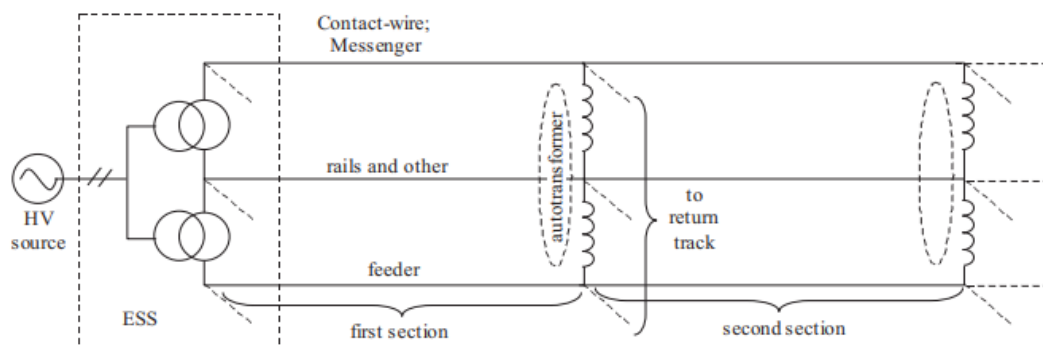 Contact-wire;
Messenger
HV
source
ESS
rails and other
feeder
first section
autotransformer
to
return
track
second section